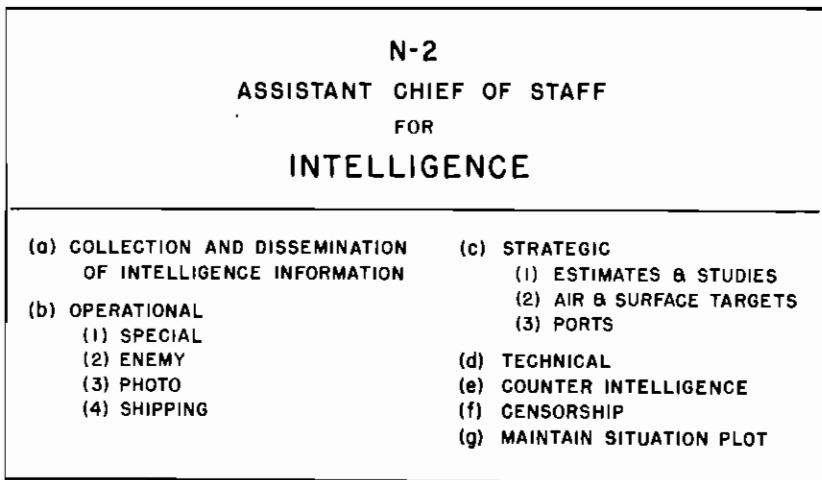 N-2
ASSISTANT CHIEF OF STAFF
FOR
INTELLIGENCE
(a) COLLECTION AND DISSEMINATION
OF INTELLIGENCE INFORMATION
(b) OPERATIONAL
(1) SPECIAL
(2) ENEMY
(3) PHOTO
(4) SHIPPING
(c) STRATEGIC
(1) ESTIMATES & STUDIES
(2) AIR & SURFACE TARGETS
(3) PORTS
(d) TECHNICAL
(e) COUNTER INTELLIGENCE
(f) CENSORSHIP
(g) MAINTAIN SITUATION PLOT